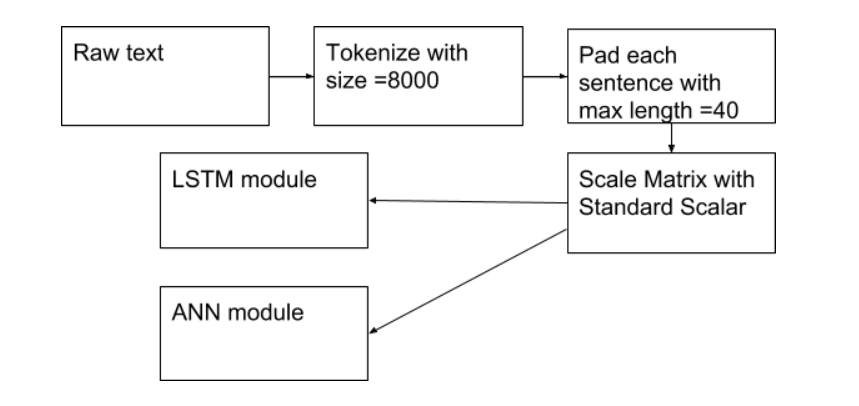 Raw text
Tokenize with
size =8000
Pad each
sentence with
max length =40
LSTM module
Scale Matrix with
Standard Scalar
ANN module